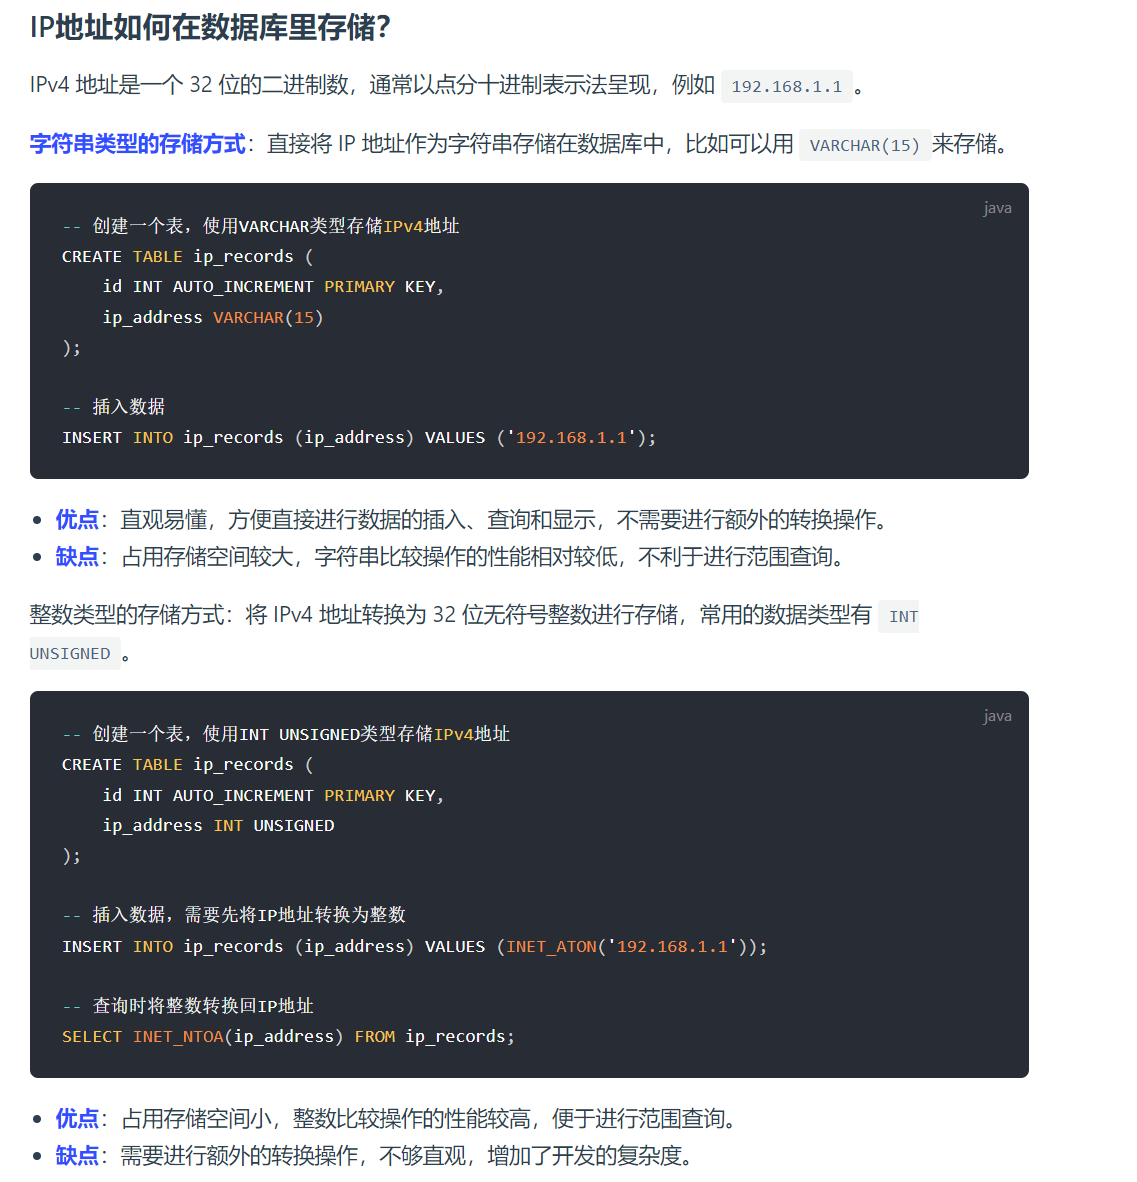 IP地址如何在数据库里存储？
IPv4 地址是一个 32 位的二进制数，通常以点分十进制表示法呈现，例如 192.168.1.1 。
字符串类型的存储方式：直接将 IP 地址作为字符串存储在数据库中，比如可以用 VARCHAR(15) 来存储。
java
-- 创建一个表，使用VARCHAR类型存储IPv4地址
CREATE TABLE ip_records (
    id INT AUTO_INCREMENT PRIMARY KEY,
    ip_address VARCHAR(15)
);
-- 插入数据
INSERT INTO ip_records (ip_address) VALUES ('192.168.1.1');
• 优点：直观易懂，方便直接进行数据的插入、查询和显示，不需要进行额外的转换操作。
• 缺点：占用存储空间较大，字符串比较操作的性能相对较低，不利于进行范围查询。
整数类型的存储方式：将 IPv4 地址转换为 32 位无符号整数进行存储，常用的数据类型有 INT
UNSIGNED 。
java
-- 创建一个表，使用INT UNSIGNED类型存储IPv4地址
CREATE TABLE ip_records (
    id INT AUTO_INCREMENT PRIMARY KEY,
    ip_address INT UNSIGNED
);
-- 插入数据，需要先将IP地址转换为整数
INSERT INTO ip_records (ip_address) VALUES (INET_ATON('192.168.1.1'));
-- 查询时将整数转换回IP地址
SELECT INET_NTOA(ip_address) FROM ip_records;
• 优点：占用存储空间小，整数比较操作的性能较高，便于进行范围查询。
• 缺点：需要进行额外的转换操作，不够直观，增加了开发的复杂度。